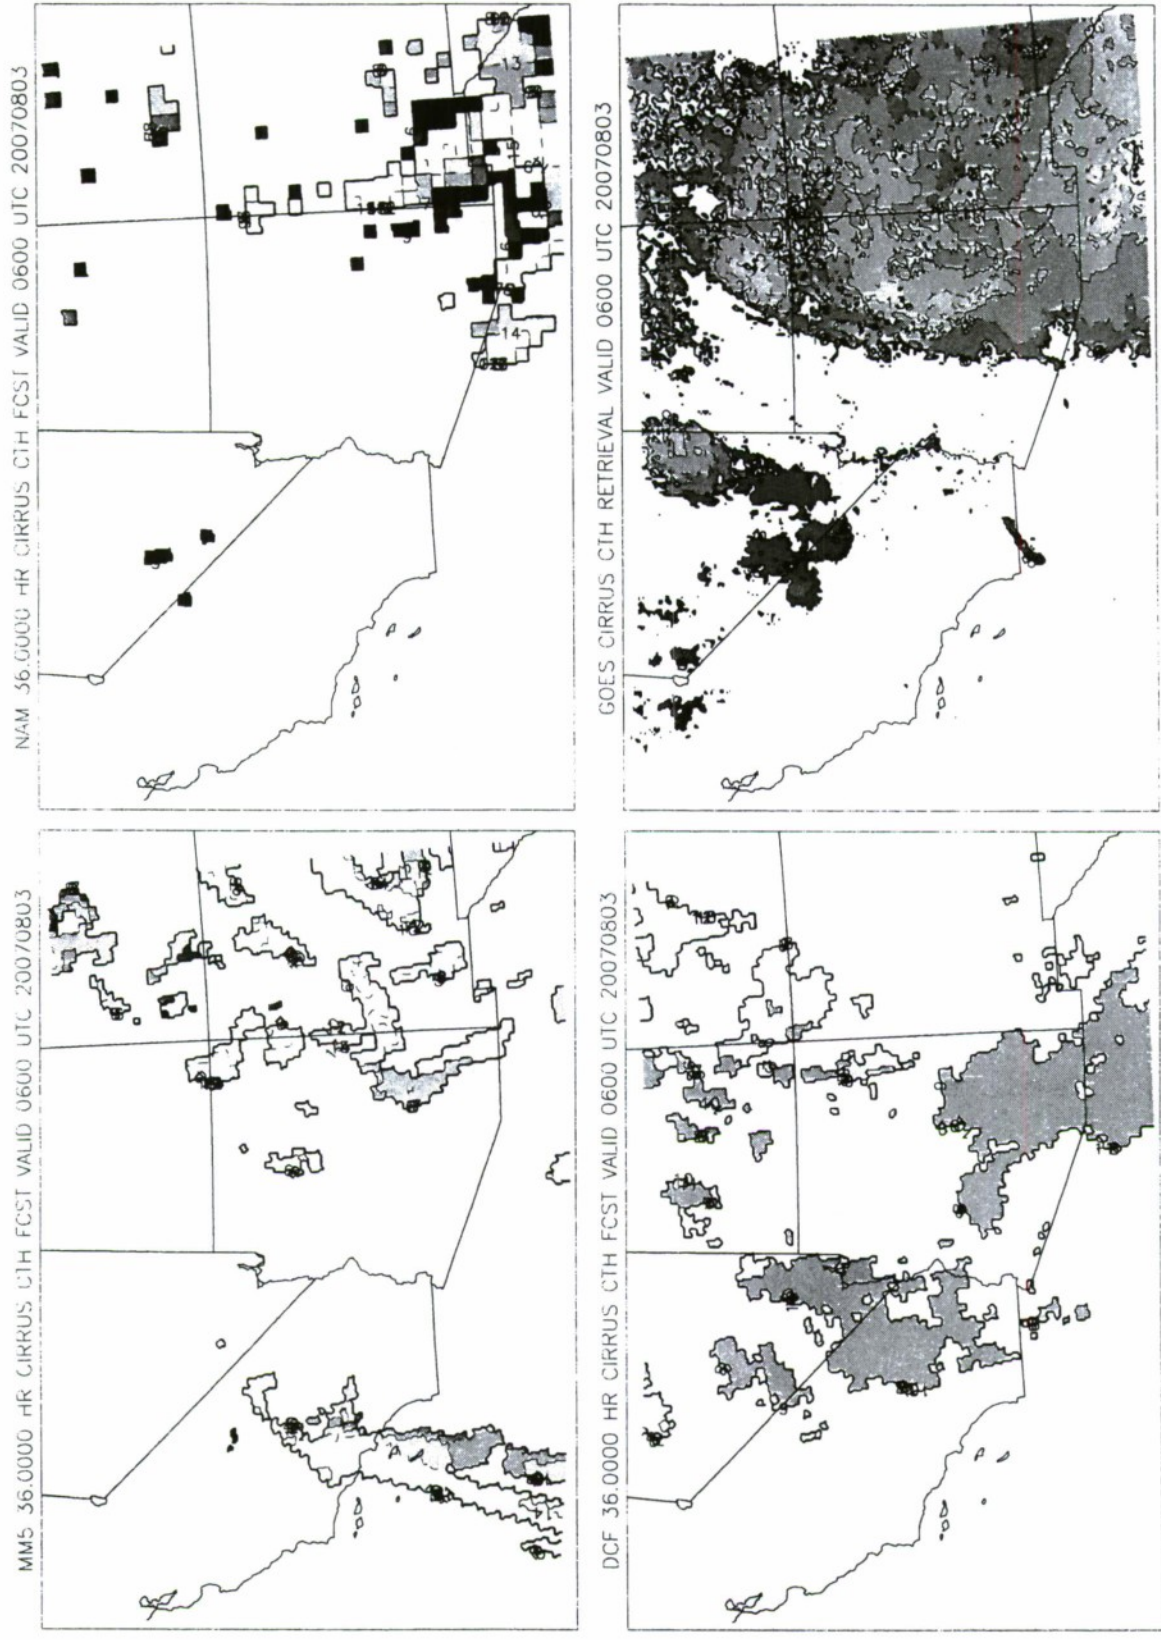 MM5 36.0000 HR CIRRUS CTH FCST VALID 0600 UTC 20070803
NAM 36.0000 HR CIRRUS CTH FCST VALID 0600 UTC 20070803
13
14
DCF 36.0000 HR CIRRUS CTH FCST VALID 0600 UTC 20070803
GOES CIRRUS CTH RETRIEVAL VALID 0600 UTC 20070803